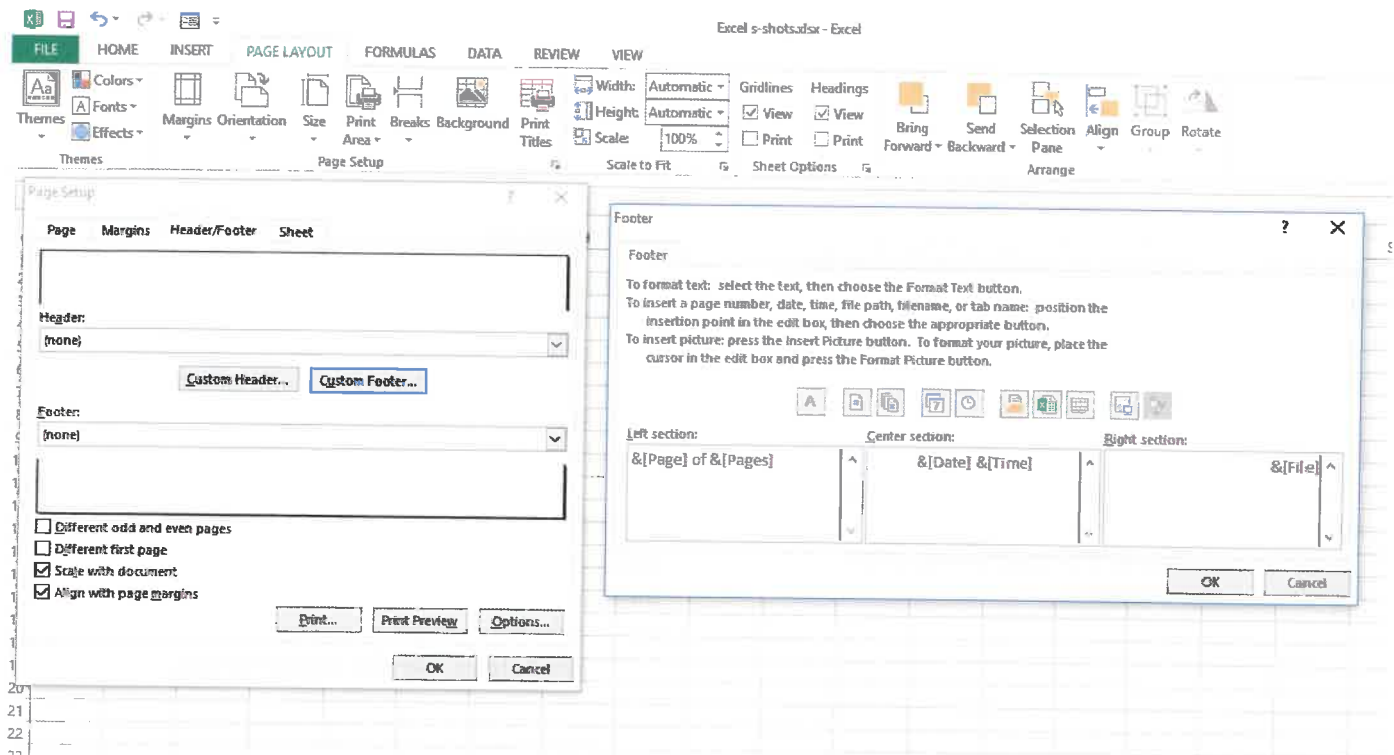 Excel s-shots.xlsx - Excel
FILE HOME INSERT PAGE LAYOUT FORMULAS DATA REVIEW VIEW
Aa Colors Width: Automatic Gridlines Headings
A Fonts Height: Automatic View View
Themes Effects Margins Orientation Size Print Area Breaks Background Print Titles Scale: 100% Print Print Bring Forward Send Backward Selection Pane Align Group Rotate
Themes Page Setup Scale to Fit Sheet Options Arrange
Page Setup ?
Page Margins Header/Footer Sheet
Header:
(none)
Custom Header... Custom Footer...
Footer:
(none)
Different odd and even pages
Different first page
Scale with document
Align with page margins
Print... Print Preview Options...
OK Cancel
Footer ?
Footer
To format text: select the text, then choose the Format Text button.
To insert a page number, date, time, file path, filename, or tab name: position the
insertion point in the edit box, then choose the appropriate button.
To insert picture: press the Insert Picture button. To format your picture, place the
cursor in the edit box and press the Format Picture button.
A 7
Left section: Center section: Right section:
&[Page] of &[Pages] &[Date] &[Time] &[File]
OK Cancel
20
21
22